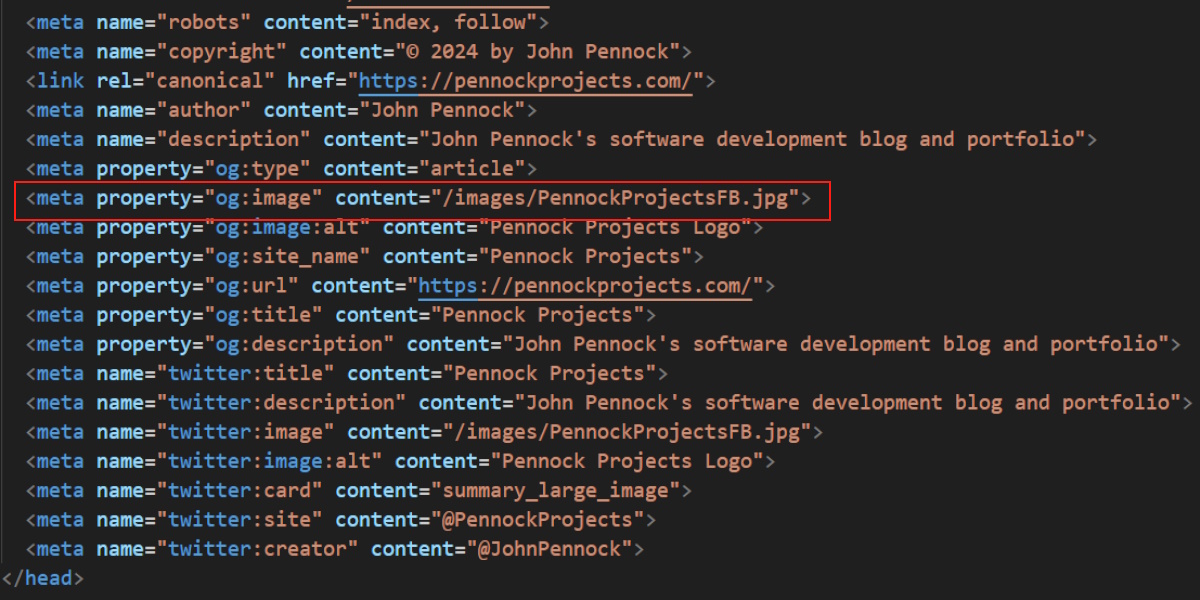 <meta name="robots" content="index, follow">
<meta name="copyright" content="© 2024 by John Pennock">
<link rel="canonical" href="https://pennockprojects.com/">
<meta name="author" content="John Pennock">
<meta name="description" content="John Pennock's software development blog and portfolio">
<meta property="og:type" content="article">
<meta property="og:image" content="/images/PennockProjectsFB.jpg">
<meta property="og:image:alt" content="Pennock Projects Logo">
<meta property="og:site_name" content="Pennock Projects">
<meta property="og:url" content="https://pennockprojects.com/">
<meta property="og:title" content="Pennock Projects">
<meta property="og:description" content="John Pennock's software development blog and portfolio">
<meta name="twitter:title" content="Pennock Projects">
<meta name="twitter:description" content="John Pennock's software development blog and portfolio">
<meta name="twitter:image" content="/images/PennockProjectsFB.jpg">
<meta name="twitter:image:alt" content="Pennock Projects Logo">
<meta name="twitter:card" content="summary_large_image">
<meta name="twitter:site" content="@PennockProjects">
<meta name="twitter:creator" content="@JohnPennock">
</head>